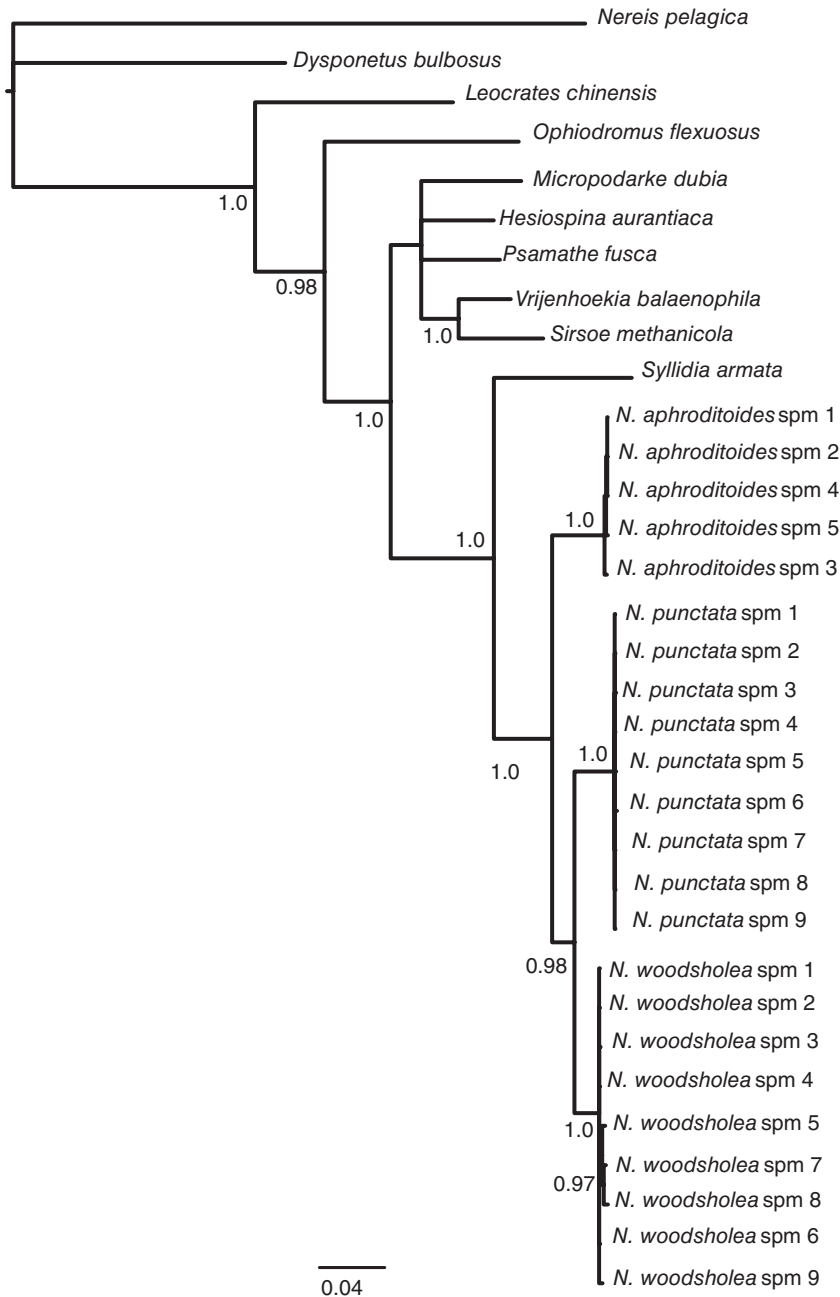 Nereis pelagica
Dysponetus bulbosus
Leocrates chinensis
Ophiodromus flexuosus
Micropodarke dubia
1.0
Hesiospina aurantiaca
Psamathe fusca
0.98
Vrijenhoekia balaenophila
1.0
Sirsoe methanicola
Syllidia armata
1.0
N. aphroditoides spm 1
N. aphroditoides spm 2
N. aphroditoides spm 4
1.0
N. aphroditoides spm 5
1.0
N. aphroditoides spm 3
N. punctata spm 1
N. punctata spm 2
N. punctata spm 3
N. punctata spm 4
1.0
N. punctata spm 5
1.0
N. punctata spm 6
N. punctata spm 7
N. punctata spm 8
N. punctata spm 9
0.98
N. woodsholea spm 1
N. woodsholea spm 2
N. woodsholea spm 3
N. woodsholea spm 4
1.0
N. woodsholea spm 5
N. woodsholea spm 7
0.97
N. woodsholea spm 8
N. woodsholea spm 6
N. woodsholea spm 9
0.04